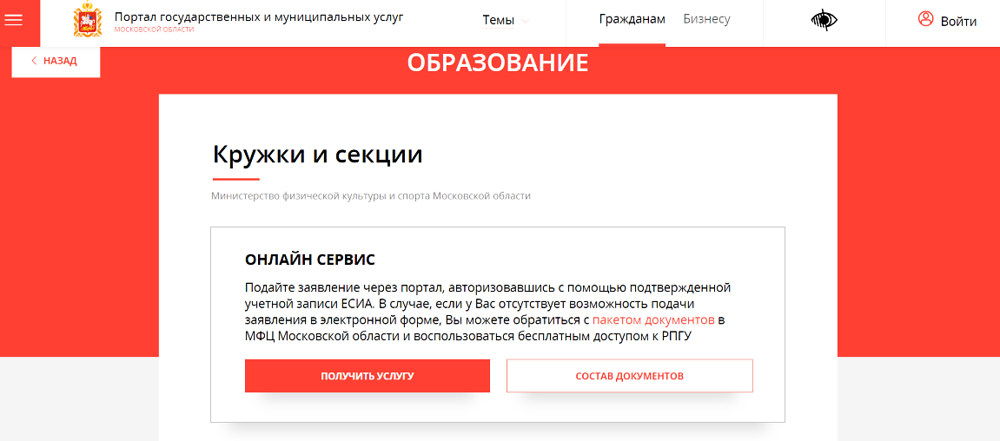 Портал государственных и муниципальных услуг
МОСКОВСКОЙ ОБЛАСТИ
Темы
Гражданам
Бизнесу
Войти
НАЗАД
ОБРАЗОВАНИЕ
Кружки и секции
Министерство физической культуры и спорта Московской области
ОНЛАЙН СЕРВИС
Подайте заявление через портал, авторизовавшись с помощью подтвержденной
учетной записи ЕСИА. В случае, если у Вас отсутствует возможность подачи
заявления в электронной форме, Вы можете обратиться с пакетом документов в
МФЦ Московской области и воспользоваться бесплатным доступом к РПГУ
ПОЛУЧИТЬ УСЛУГУ
СОСТАВ ДОКУМЕНТОВ